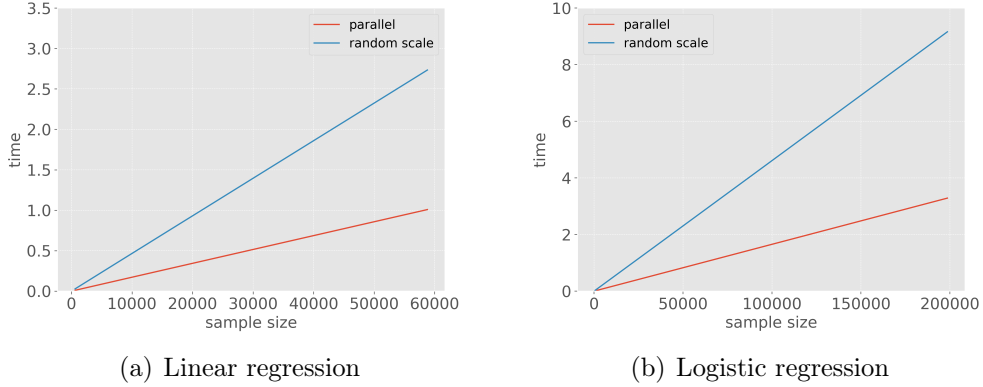 3.5
3.0
2.5
2.0
1.5
1.0
0.5
0.0
time
parallel
random scale
0 10000 20000 30000 40000 50000 60000
sample size
(a) Linear regression
10
8
6
4
2
0
time
parallel
random scale
0 50000 100000 150000 200000
sample size
(b) Logistic regression